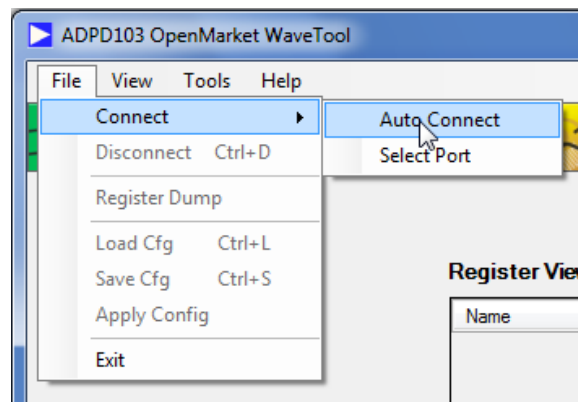 ADPD103 OpenMarket WaveTool
File View Tools Help
Connect
Auto Connect
Disconnect Ctrl+D
Select Port
Register Dump
Load Cfg Ctrl+L
Save Cfg Ctrl+S
Register Vie
Apply Config
Name
Exit